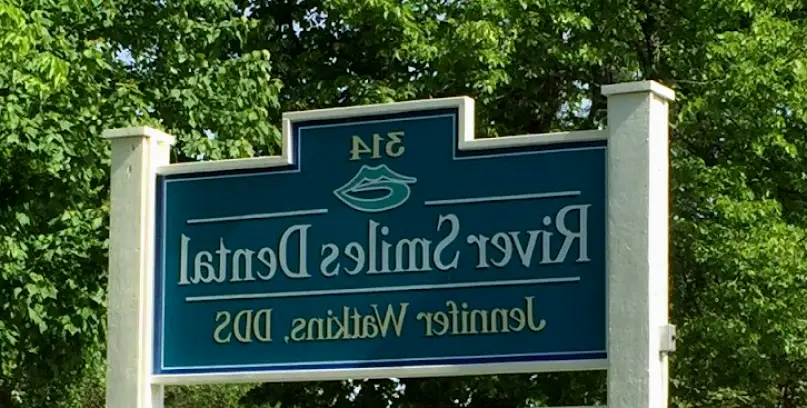 314
River Smiles Dental
Jennifer Watkins, DDS